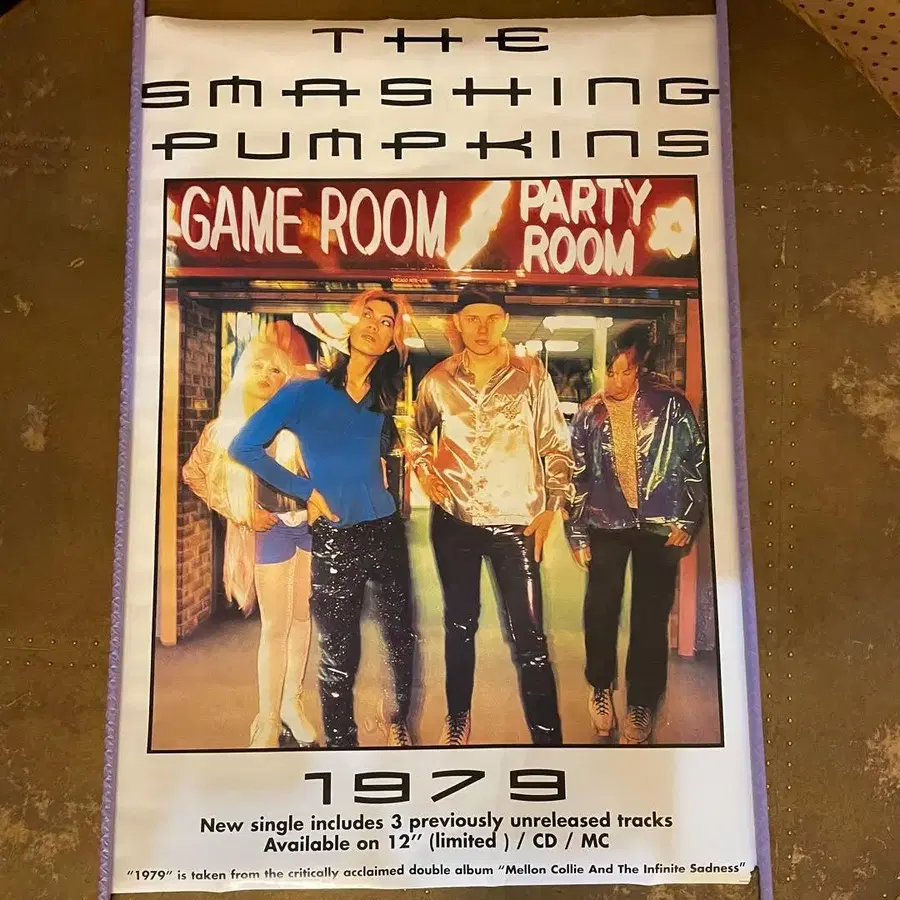 THE
SMASHING
PUMPKINS
GAME ROOM
PARTY
ROOM
1979
New single includes 3 previously unreleased tracks
Available on 12" (limited ) / CD / MC
"1979" is taken from the critically acclaimed double album "Mellon Collie And The Infinite Sadness"